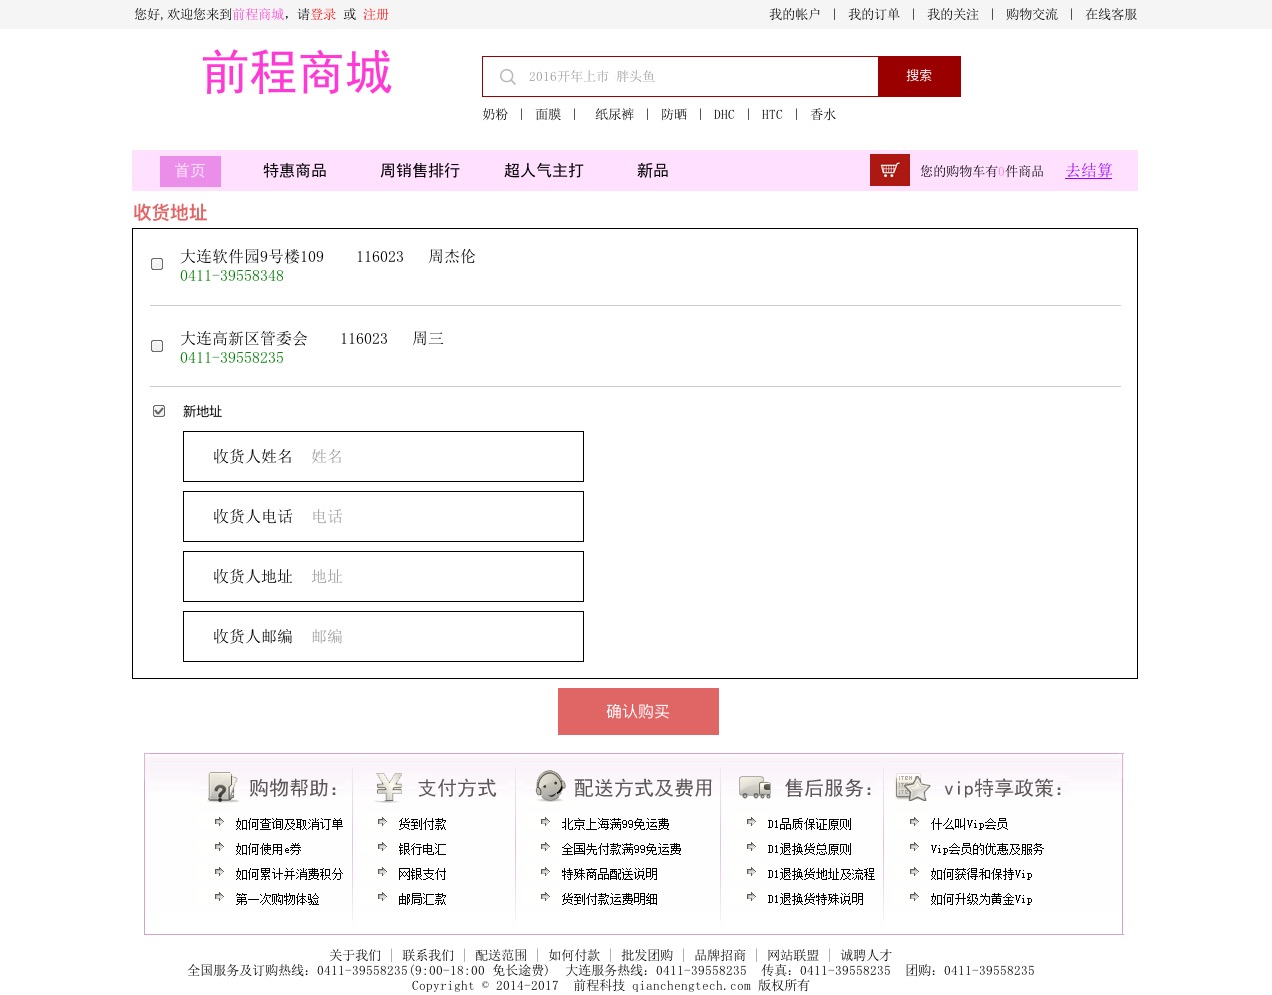 您好,欢迎您来到前程商城，请登录 或 注册
我的帐户 | 我的订单 | 我的关注 | 购物交流 | 在线客服
前程商城
2016开年上市 胖头鱼
搜索
奶粉 | 面膜 | 纸尿裤 | 防晒 | DHC | HTC | 香水
首页 特惠商品 周销售排行 超人气主打 新品
您的购物车有0件商品 去结算
收货地址
大连软件园9号楼109 116023 周杰伦
0411-39558348
大连高新区管委会 116023 周三
0411-39558235
新地址
收货人姓名 姓名
收货人电话 电话
收货人地址 地址
收货人邮编 邮编
确认购买
购物帮助：
如何查询及取消订单
如何使用e券
如何累计并消费积分
第一次购物体验
支付方式
货到付款
银行电汇
网银支付
邮局汇款
配送方式及费用
北京上海满99免运费
全国先付款满99免运费
特殊商品配送说明
货到付款运费明细
售后服务：
D1品质保证原则
D1退换货总原则
D1退换货地址及流程
D1退换货特殊说明
vip特享政策：
什么叫Vip会员
Vip会员的优惠及服务
如何获得和保持Vip
如何升级为黄金Vip
关于我们 | 联系我们 | 配送范围 | 如何付款 | 批发团购 | 品牌招商 | 网站联盟 | 诚聘人才
全国服务及订购热线：0411-39558235(9:00-18:00 免长途费) 大连服务热线：0411-39558235 传真：0411-39558235 团购：0411-39558235
Copyright © 2014-2017 前程科技 qianchengtech.com 版权所有